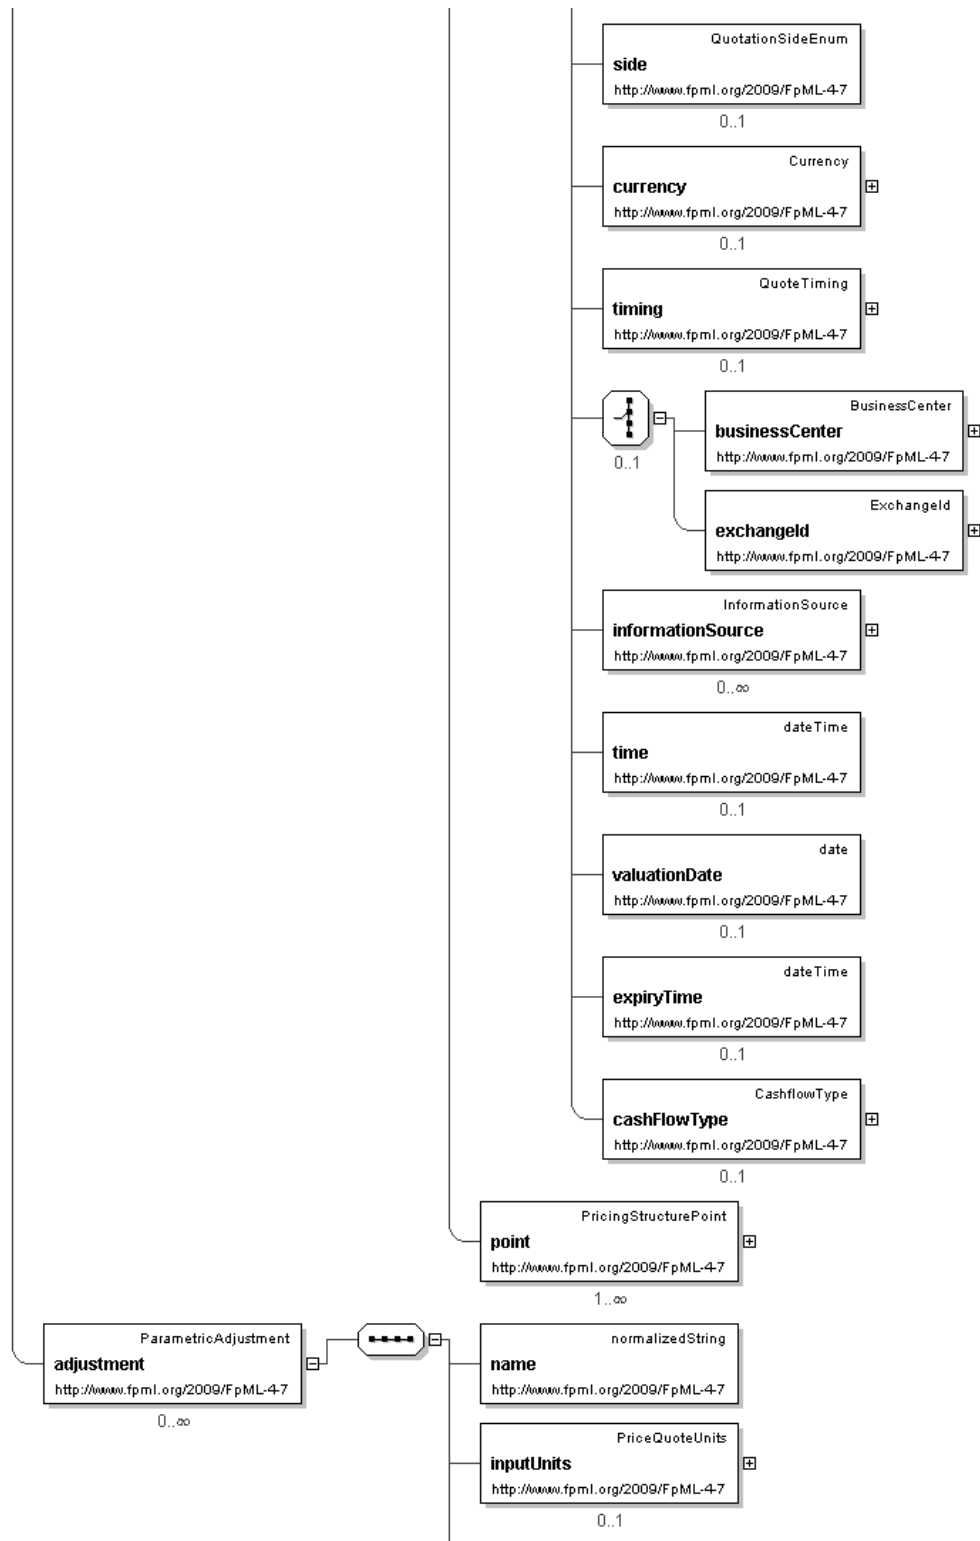 QuotationSideEnum
side
http://www.fpml.org/2009/FpML-4-7
0..1
Currency
currency
http://www.fpml.org/2009/FpML-4-7
0..1
QuoteTiming
timing
http://www.fpml.org/2009/FpML-4-7
0..1
BusinessCenter
businessCenter
http://www.fpml.org/2009/FpML-4-7
0..1
ExchangeId
exchangeId
http://www.fpml.org/2009/FpML-4-7
InformationSource
informationSource
http://www.fpml.org/2009/FpML-4-7
0..∞
dateTime
time
http://www.fpml.org/2009/FpML-4-7
0..1
date
valuationDate
http://www.fpml.org/2009/FpML-4-7
0..1
dateTime
expiryTime
http://www.fpml.org/2009/FpML-4-7
0..1
CashflowType
cashFlowType
http://www.fpml.org/2009/FpML-4-7
0..1
PricingStructurePoint
point
http://www.fpml.org/2009/FpML-4-7
1..∞
ParametricAdjustment
adjustment
http://www.fpml.org/2009/FpML-4-7
0..∞
normalizedString
name
http://www.fpml.org/2009/FpML-4-7
PriceQuoteUnits
inputUnits
http://www.fpml.org/2009/FpML-4-7
0..1